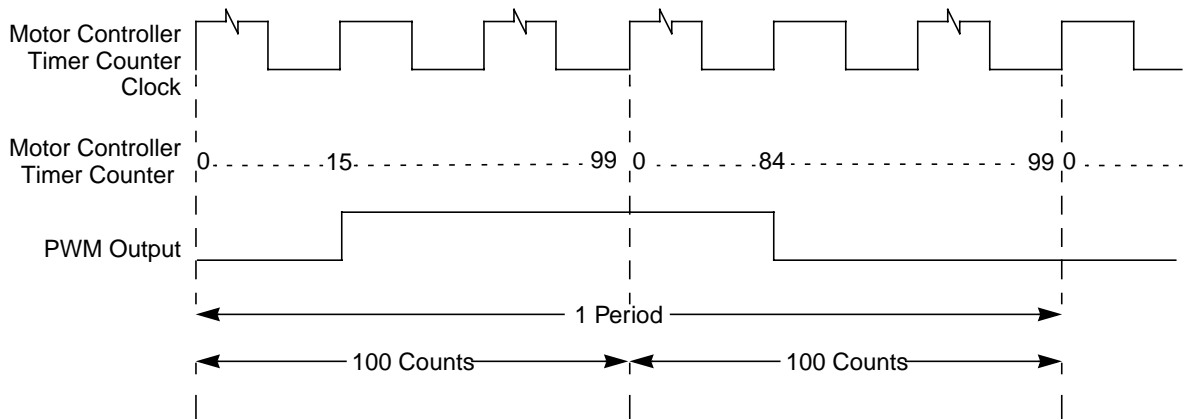 Motor Controller
Timer Counter
Clock
Motor Controller
Timer Counter
0 15 99 0 84 99 0
PWM Output
1 Period
100 Counts 100 Counts